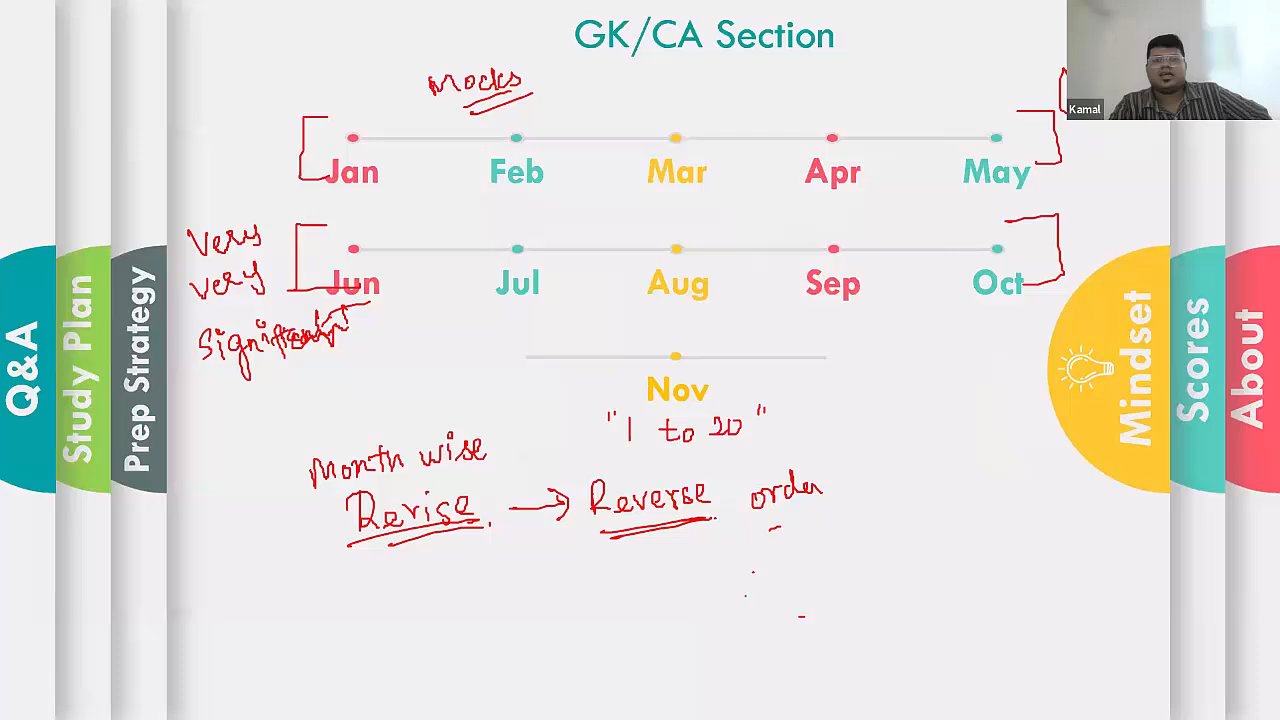 GK/CA Section
Mocks
Kamal
Jan Feb Mar Apr May
Very
very
Significant
Jun Jul Aug Sep Oct
Nov
"1 to 20"
Month wise
Revise. → Reverse order
Q&A
Study Plan
Prep Strategy
Mindset
Scores
About